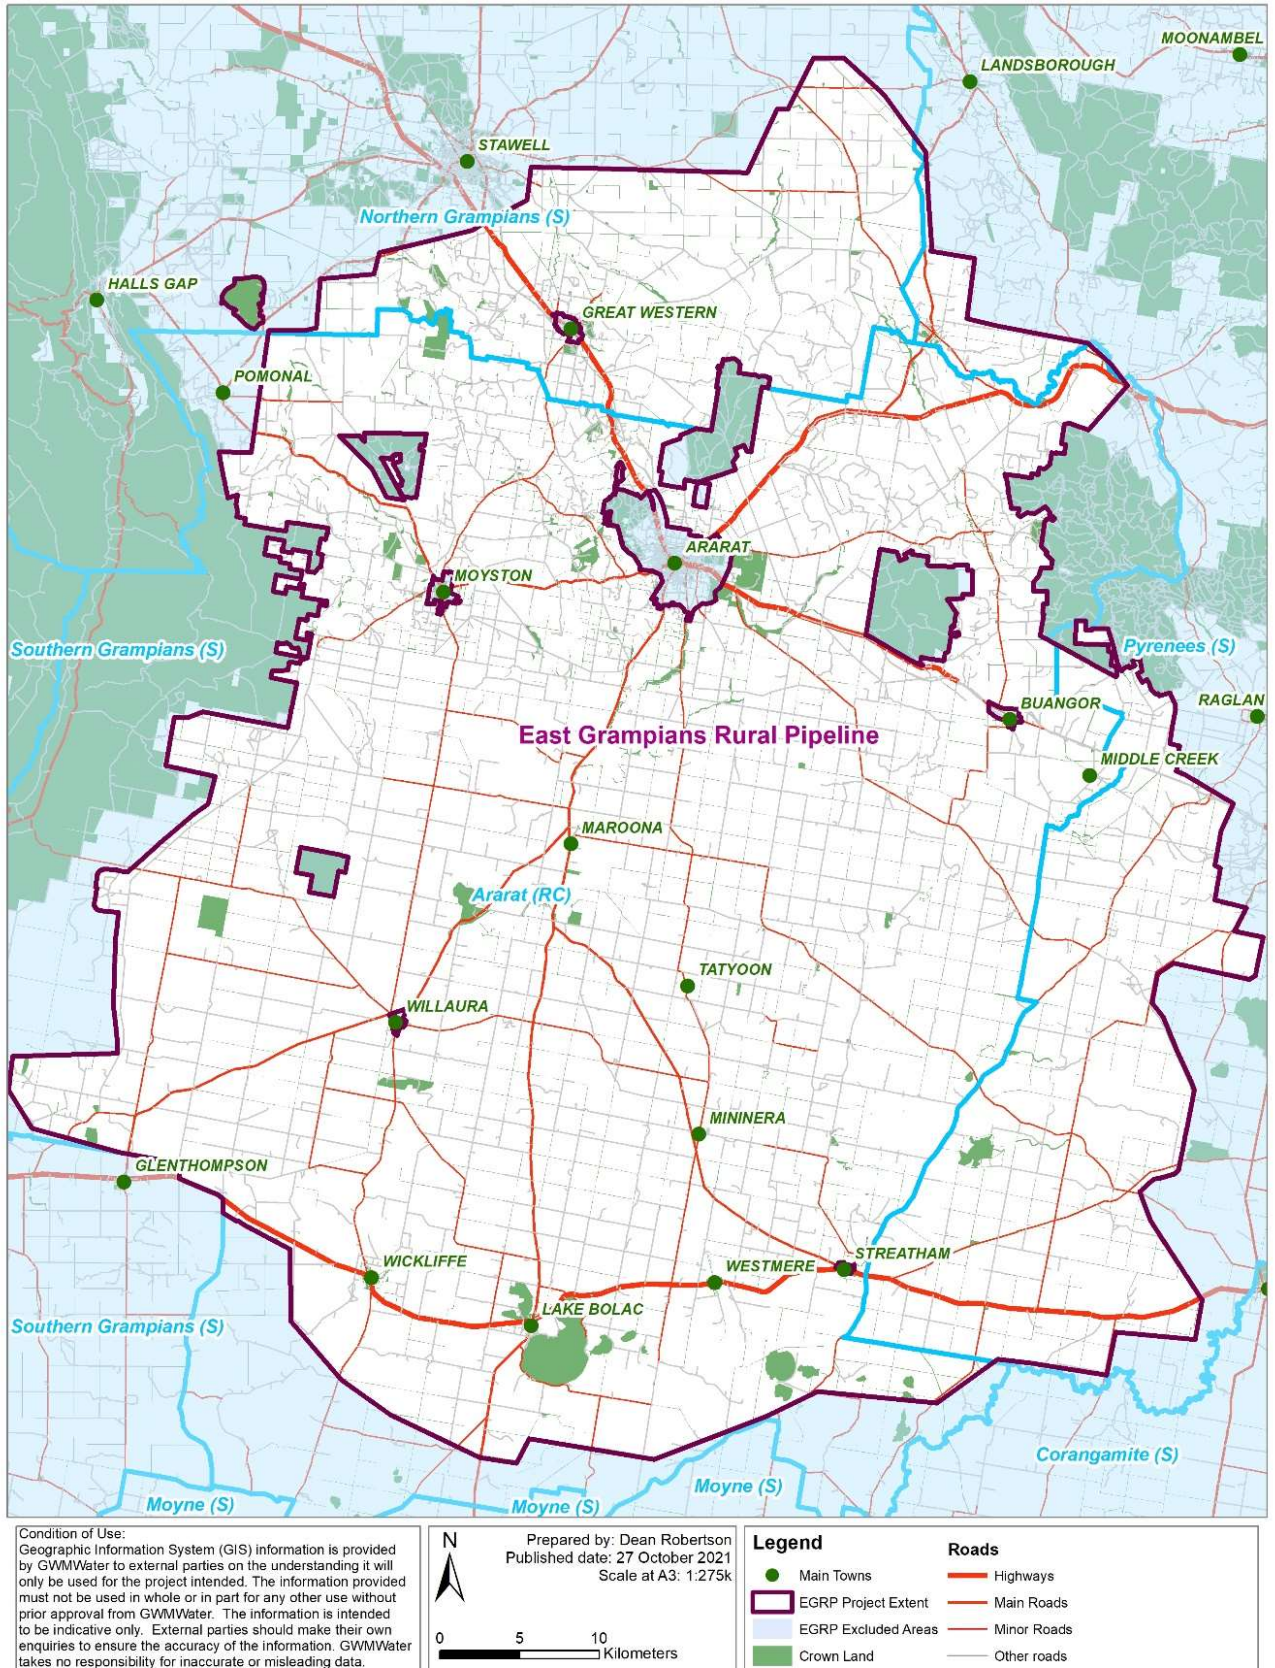 MOONAMBEL
LANDSBOROUGH
STAWELL
Northern Grampians (S)
HALLS GAP
GREAT WESTERN
POMONAL
ARARAT
MOYSTON
Southern Grampians (S)
Pyrenees (S)
BUANGOR
RAGLAN
East Grampians Rural Pipeline
MIDDLE CREEK
MAROONA
Ararat (RC)
TATYOON
WILLAURA
MININERA
GLENTHOMPSON
STREATHAM
WICKLIFFE
WESTMERE
LAKE BOLAC
Southern Grampians (S)
Corangamite (S)
Moyne (S)
Moyne (S)
Moyne (S)
Condition of Use:
Geographic Information System (GIS) information is provided
by GWMWater to external parties on the understanding it will
only be used for the project intended. The information provided
must not be used in whole or in part for any other use without
prior approval from GWMWater. The information is intended
to be indicative only. External parties should make their own
enquiries to ensure the accuracy of the information. GWMWater
takes no responsibility for inaccurate or misleading data.
N
Prepared by: Dean Robertson
Published date: 27 October 2021
Scale at A3: 1:275k
0 5 10
Kilometers
Legend
Main Towns
EGRP Project Extent
EGRP Excluded Areas
Crown Land
Roads
Highways
Main Roads
Minor Roads
Other roads